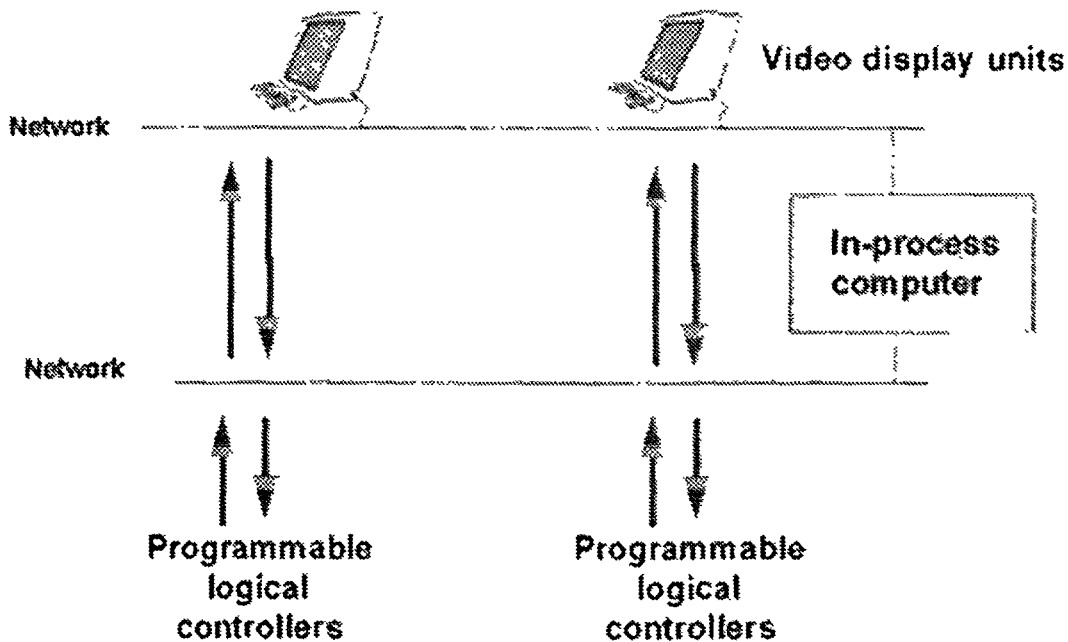 Video display units
Network
In-process
computer
Network
Programmable
logical
controllers
Programmable
logical
controllers